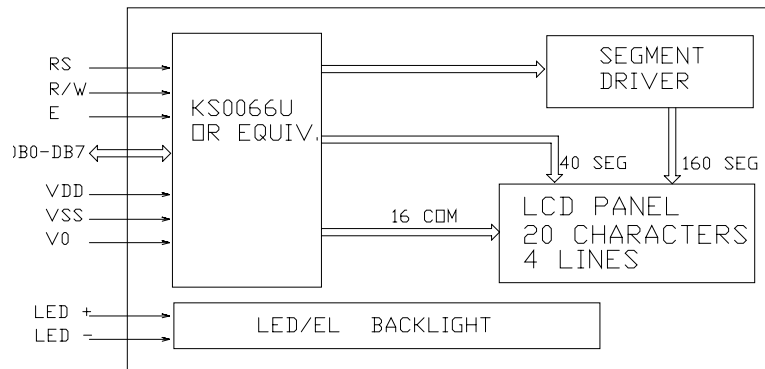 RS
R/W
E
DB0-DB7
VDD
VSS
V0
LED +
LED -
KS0066U
OR EQUIV.
SEGMENT
DRIVER
40 SEG
160 SEG
16 COM
LCD PANEL
20 CHARACTERS
4 LINES
LED/EL BACKLIGHT